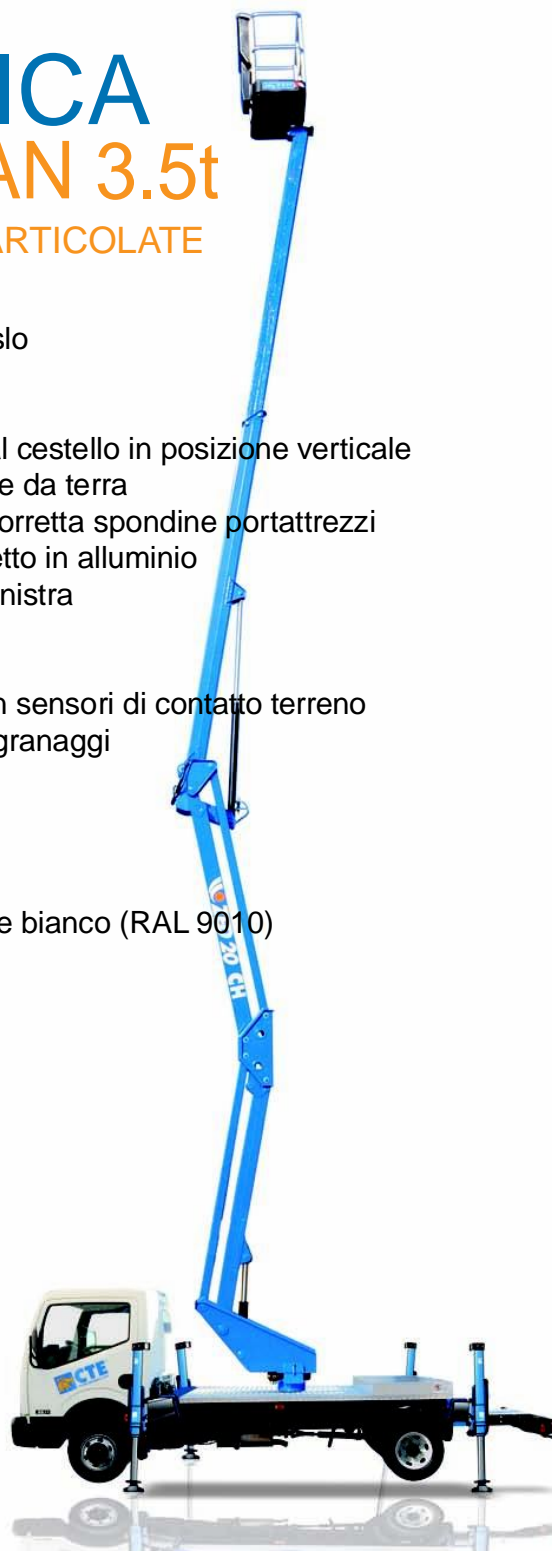 ICA
AN 3.5t
ARTICOLATE
slo
al cestello in posizione verticale
e da terra
orretta spondine portattrezzi
etto in alluminio
nistra
n sensori di contatto terreno
granaggi
e bianco (RAL 9010)
20 CH
CTE